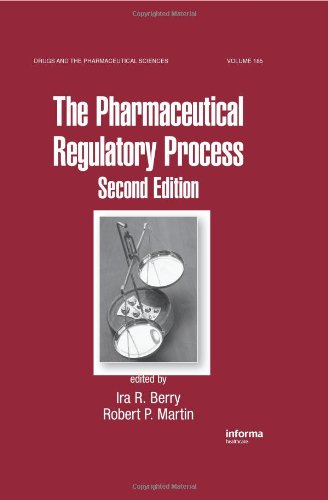 DRUGS AND THE PHARMACEUTICAL SCIENCES VOLUME 185
The Pharmaceutical
Regulatory Process
Second Edition
edited by
Ira R. Berry
Robert P. Martin
informa
healthcare